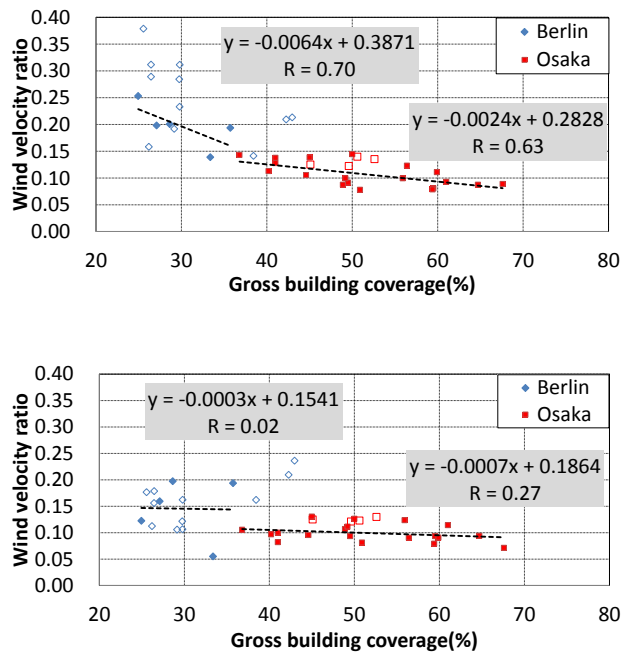 0.40
0.35
0.30
0.25
0.20
0.15
0.10
0.05
0.00
Wind velocity ratio
y = -0.0064x + 0.3871
R = 0.70
Berlin
Osaka
y = -0.0024x + 0.2828
R = 0.63
20 30 40 50 60 70 80
Gross building coverage(%)
0.40
0.35
0.30
0.25
0.20
0.15
0.10
0.05
0.00
Wind velocity ratio
y = -0.0003x + 0.1541
R = 0.02
Berlin
Osaka
y = -0.0007x + 0.1864
R = 0.27
20 30 40 50 60 70 80
Gross building coverage(%)